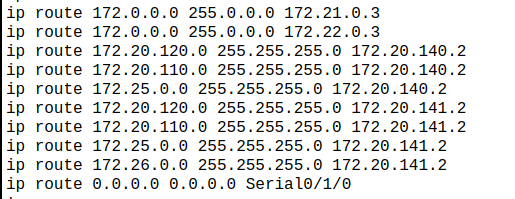 ip route 172.0.0.0 255.0.0.0 172.21.0.3
ip route 172.0.0.0 255.0.0.0 172.22.0.3
ip route 172.20.120.0 255.255.255.0 172.20.140.2
ip route 172.20.110.0 255.255.255.0 172.20.140.2
ip route 172.25.0.0 255.255.255.0 172.20.140.2
ip route 172.20.120.0 255.255.255.0 172.20.141.2
ip route 172.20.110.0 255.255.255.0 172.20.141.2
ip route 172.25.0.0 255.255.255.0 172.20.141.2
ip route 172.26.0.0 255.255.255.0 172.20.141.2
ip route 0.0.0.0 0.0.0.0 Serial0/1/0